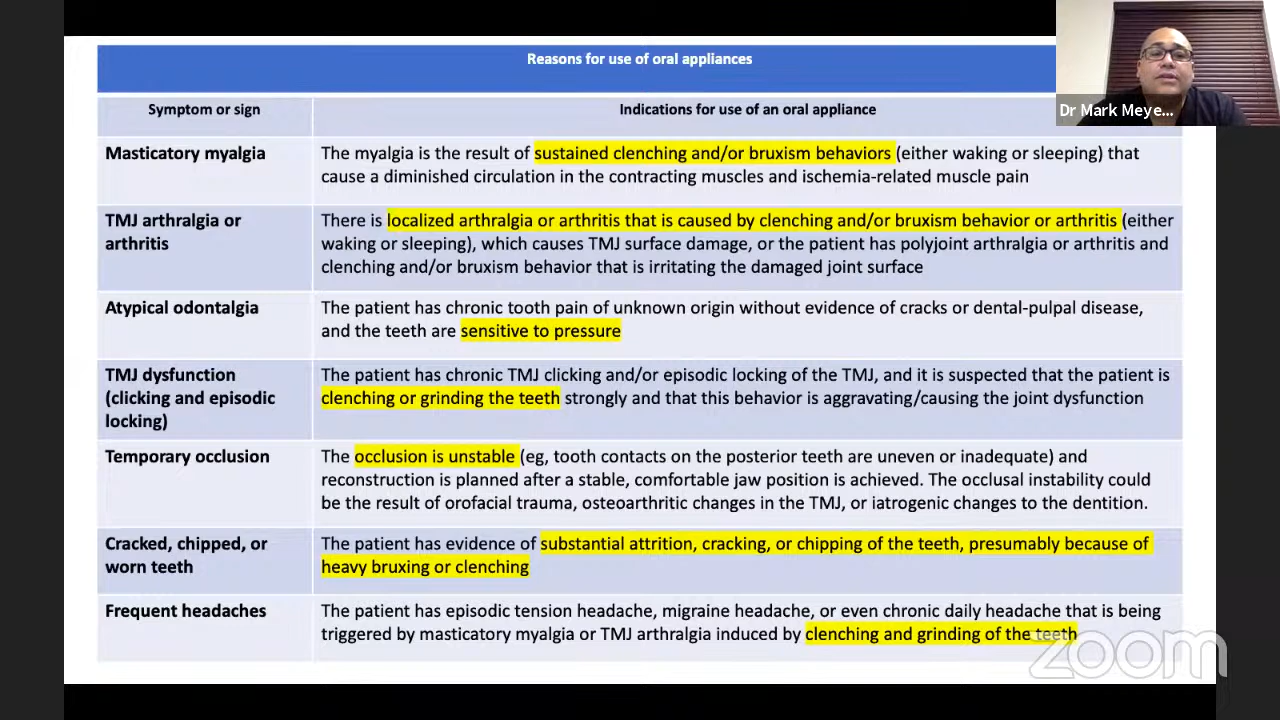 Reasons for use of oral appliances
Symptom or sign
Indications for use of an oral appliance
Dr Mark Meye...
Masticatory myalgia
The myalgia is the result of sustained clenching and/or bruxism behaviors (either waking or sleeping) that
cause a diminished circulation in the contracting muscles and ischemia-related muscle pain
TMJ arthralgia or
arthritis
There is localized arthralgia or arthritis that is caused by clenching and/or bruxism behavior or arthritis (either
waking or sleeping), which causes TMJ surface damage, or the patient has polyjoint arthralgia or arthritis and
clenching and/or bruxism behavior that is irritating the damaged joint surface
Atypical odontalgia
The patient has chronic tooth pain of unknown origin without evidence of cracks or dental-pulpal disease,
and the teeth are sensitive to pressure
TMJ dysfunction
(clicking and episodic
locking)
The patient has chronic TMJ clicking and/or episodic locking of the TMJ, and it is suspected that the patient is
clenching or grinding the teeth strongly and that this behavior is aggravating/causing the joint dysfunction
Temporary occlusion
The occlusion is unstable (eg, tooth contacts on the posterior teeth are uneven or inadequate) and
reconstruction is planned after a stable, comfortable jaw position is achieved. The occlusal instability could
be the result of orofacial trauma, osteoarthritic changes in the TMJ, or iatrogenic changes to the dentition.
Cracked, chipped, or
worn teeth
The patient has evidence of substantial attrition, cracking, or chipping of the teeth, presumably because of
heavy bruxing or clenching
Frequent headaches
The patient has episodic tension headache, migraine headache, or even chronic daily headache that is being
triggered by masticatory myalgia or TMJ arthralgia induced by clenching and grinding of the teeth
zoom